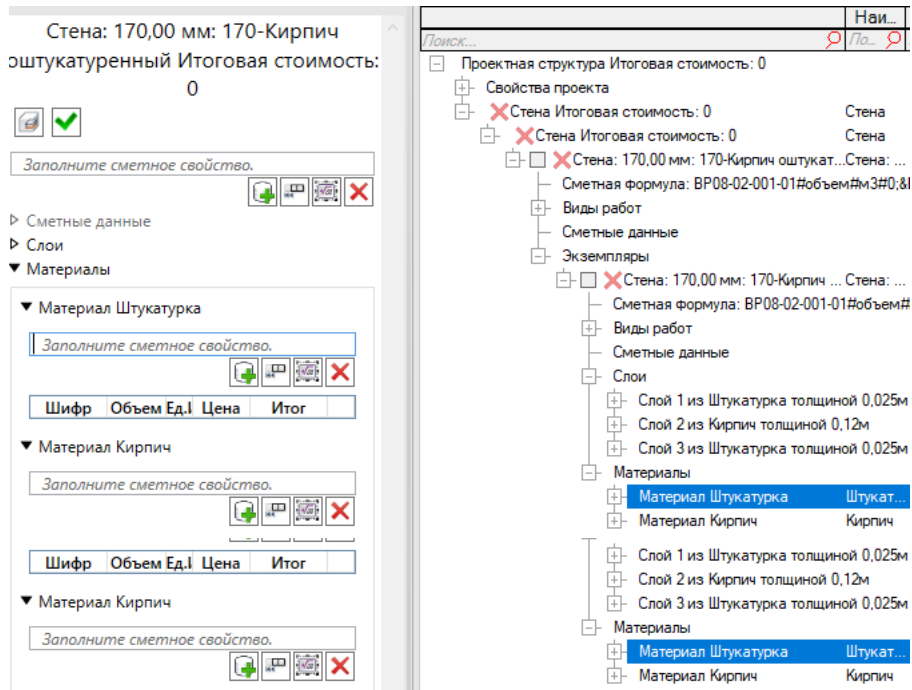 Стена: 170,00 мм: 170-Кирпич
оштукатуренный Итоговая стоимость:
0
Заполните сметное свойство.
Сметные данные
Слои
Материалы
Материал Штукатурка
Заполните сметное свойство.
Шифр Объем Ед.И Цена Итог
Материал Кирпич
Заполните сметное свойство.
Шифр Объем Ед.И Цена Итог
Материал Кирпич
Заполните сметное свойство.
Наи...
Поиск... По...
Проектная структура Итоговая стоимость: 0
Свойства проекта
Стена Итоговая стоимость: 0 Стена
Стена Итоговая стоимость: 0 Стена
Стена: 170,00 мм: 170-Кирпич оштукат... Стена: ...
Сметная формула: ВР08-02-001-01#объем#м3#0;&
Виды работ
Сметные данные
Экземпляры
Стена: 170,00 мм: 170-Кирпич ... Стена: ...
Сметная формула: ВР08-02-001-01#объем#
Виды работ
Сметные данные
Слои
Слой 1 из Штукатурка толщиной 0,025м
Слой 2 из Кирпич толщиной 0,12м
Слой 3 из Штукатурка толщиной 0,025м
Материалы
Материал Штукатурка Штукат...
Материал Кирпич Кирпич
Слой 1 из Штукатурка толщиной 0,025м
Слой 2 из Кирпич толщиной 0,12м
Слой 3 из Штукатурка толщиной 0,025м
Материалы
Материал Штукатурка Штукат...
Материал Кирпич Кирпич